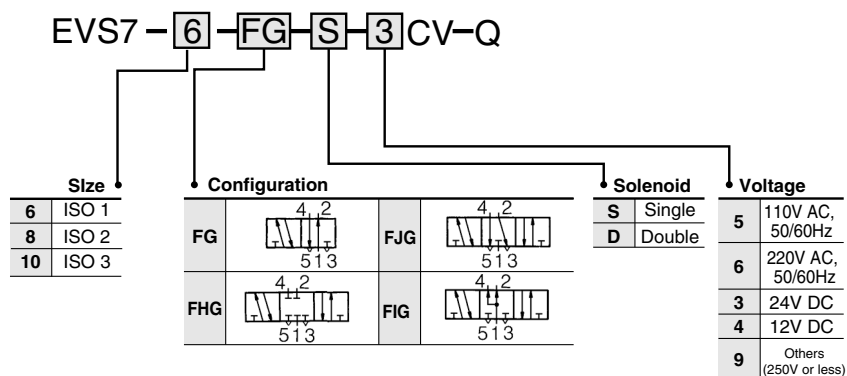 EVS7 – 6 – FG – S – 3 CV – Q
SIze
6 ISO 1
8 ISO 2
10 ISO 3
Configuration
FG
4 2
5 1 3
FJG
4 2
5 1 3
FHG
4 2
5 1 3
FIG
4 2
5 1 3
Solenoid
S Single
D Double
Voltage
5 110V AC,
50/60Hz
6 220V AC,
50/60Hz
3 24V DC
4 12V DC
9 Others
(250V or less)